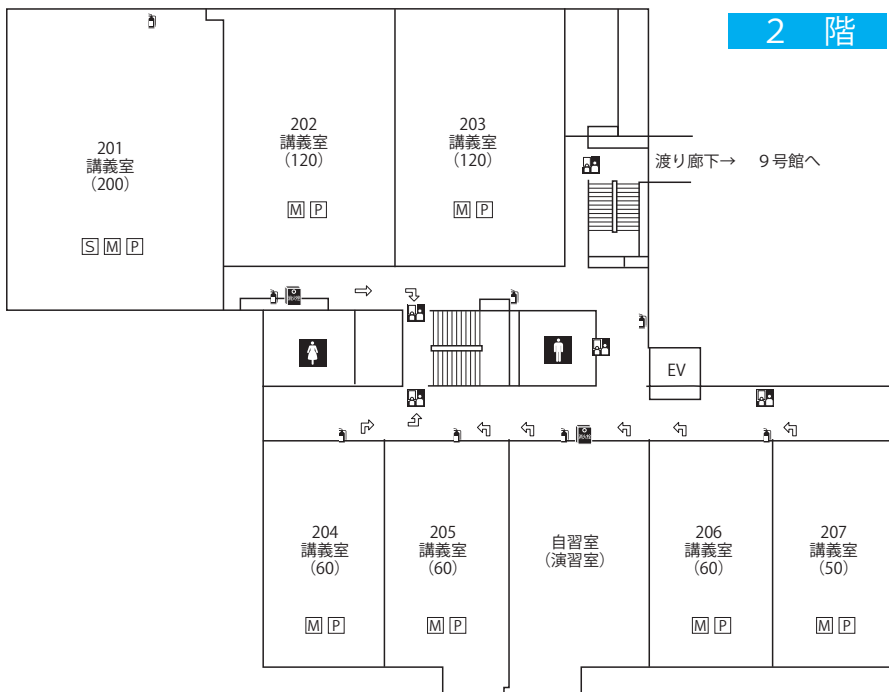 ２ 階
201
講義室
(200)
S M P
202
講義室
(120)
M P
203
講義室
(120)
M P
渡り廊下→ ９号館へ
EV
204
講義室
(60)
M P
205
講義室
(60)
M P
自習室
(演習室)
206
講義室
(60)
M P
207
講義室
(50)
M P